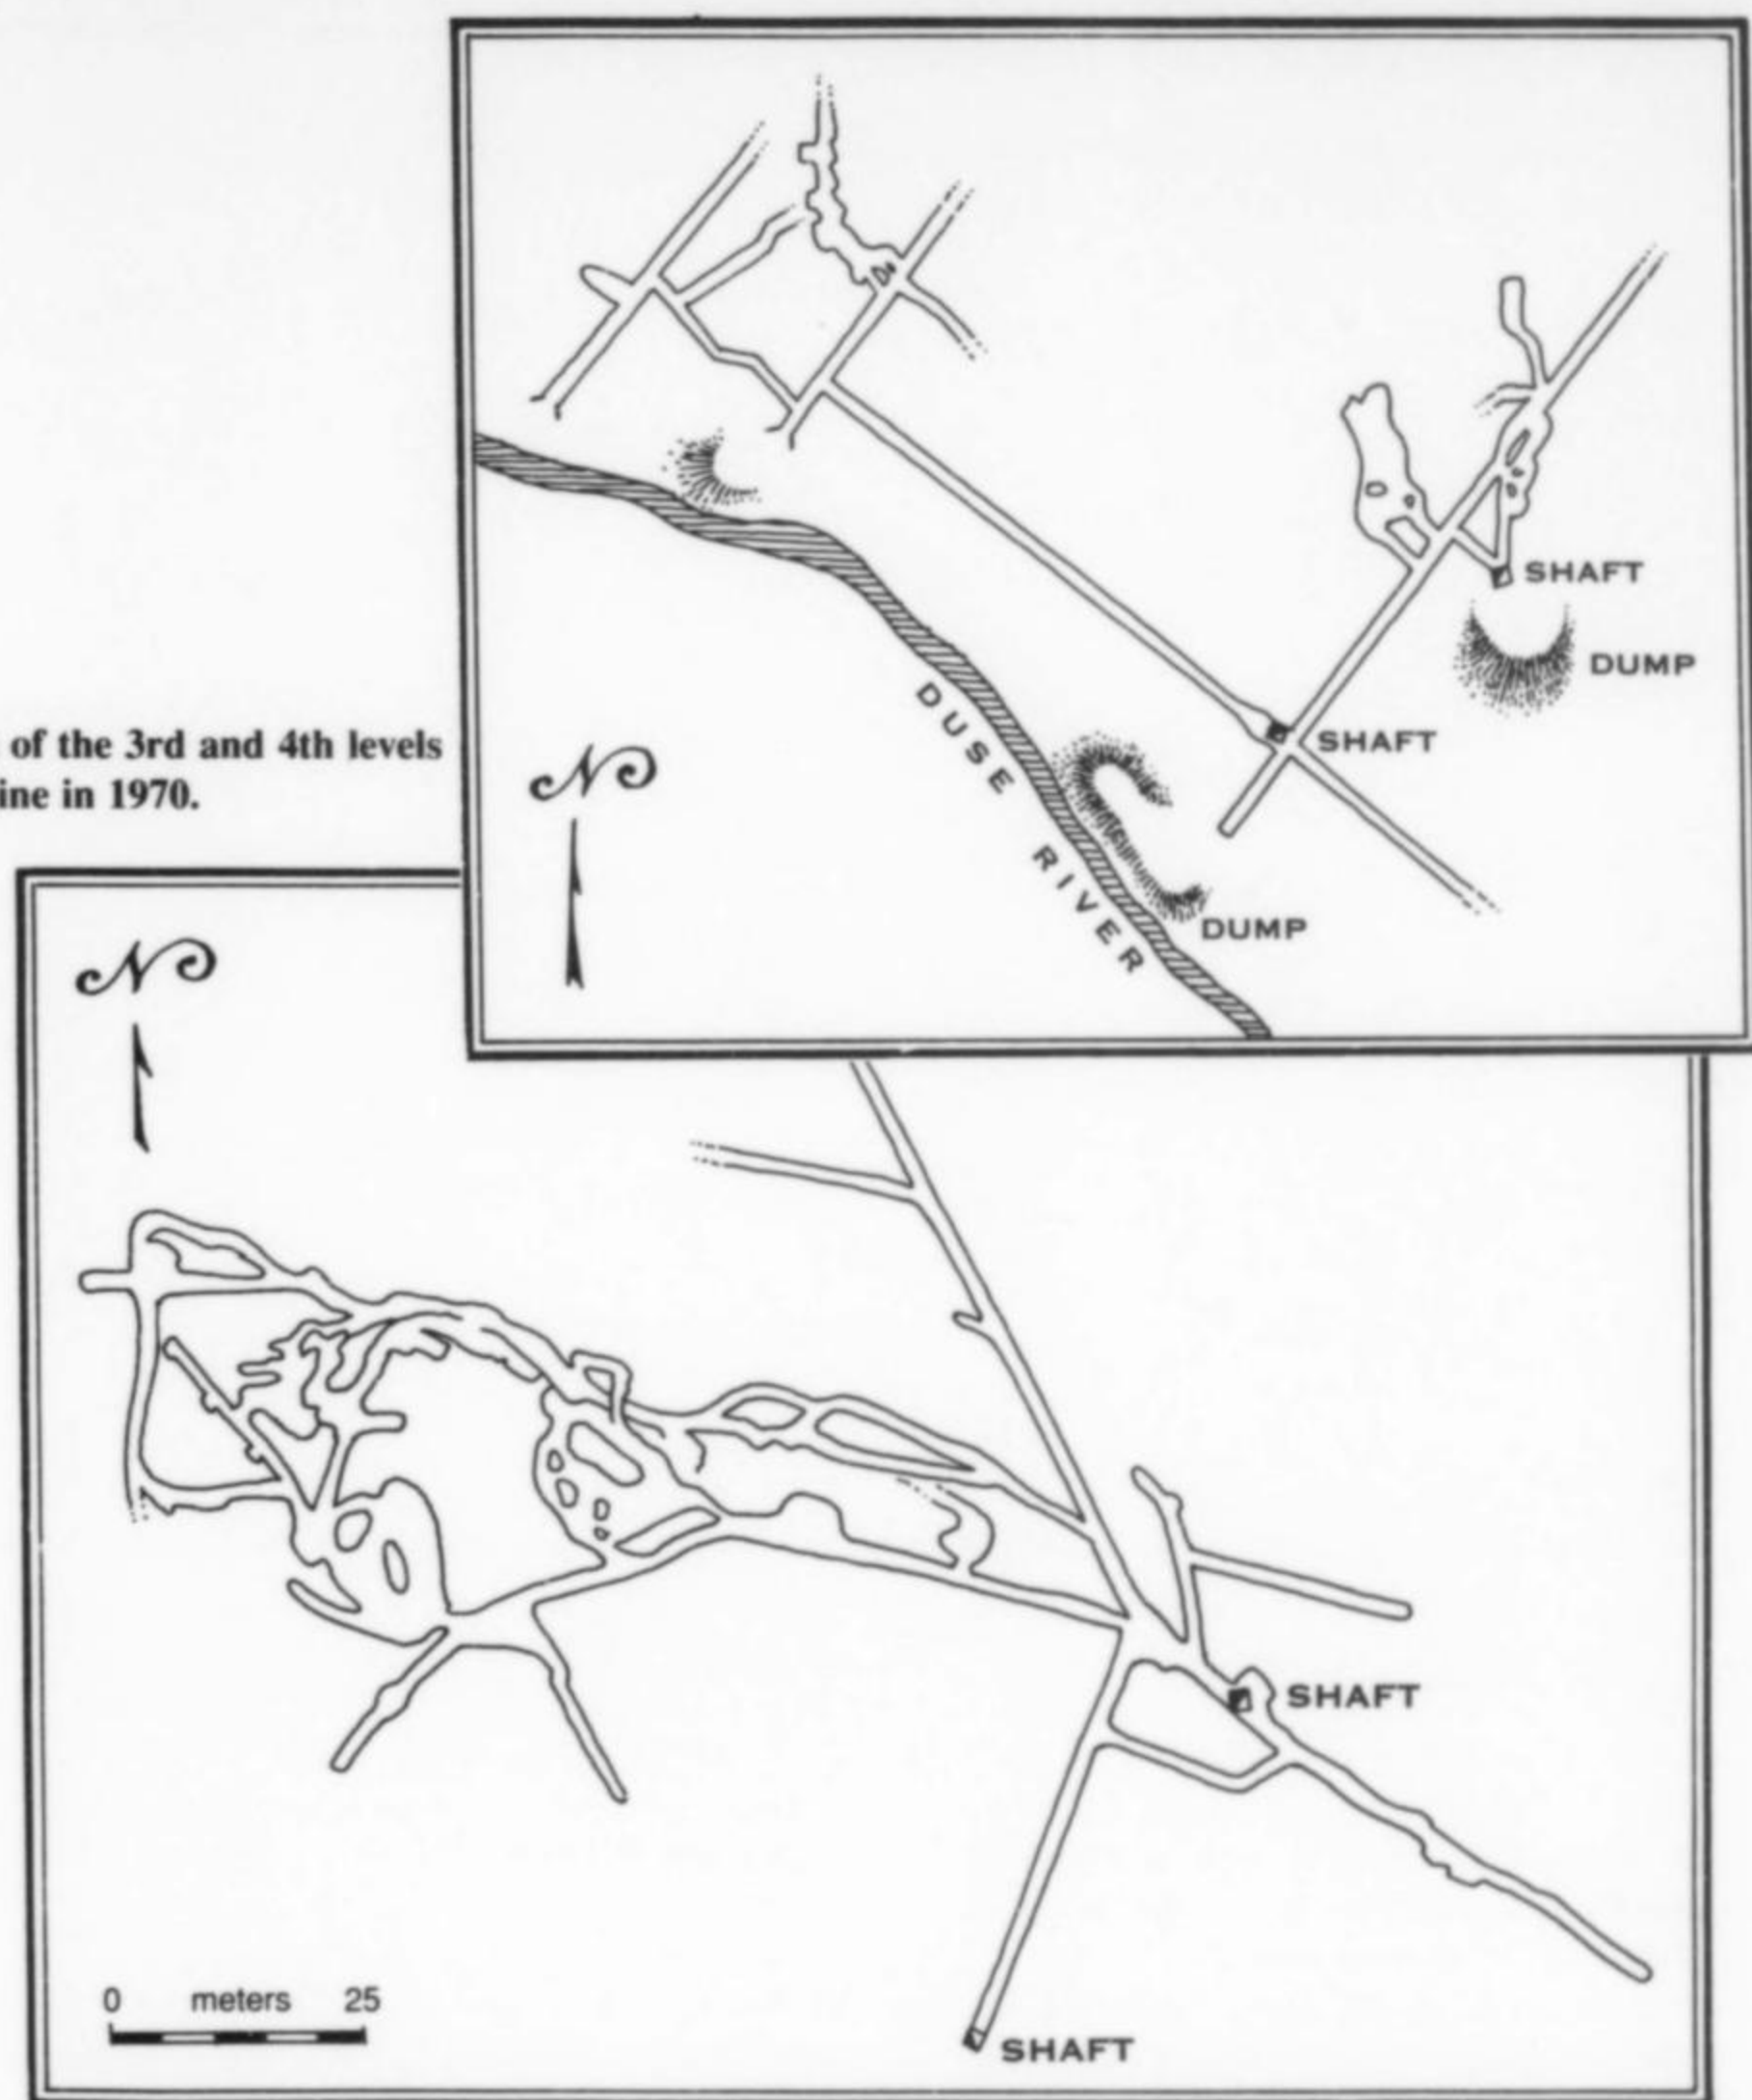 of the 3rd and 4th levels
ine in 1970.
N
SHAFT
DUMP
SHAFT
DUSE RIVER
DUMP
N
SHAFT
0 meters 25
SHAFT